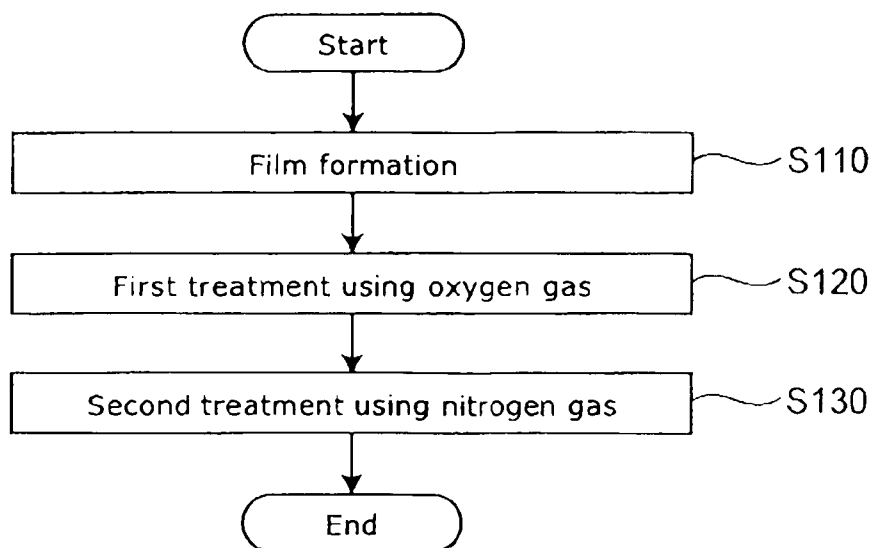 Start
Film formation
S110
First treatment using oxygen gas
S120
Second treatment using nitrogen gas
S130
End